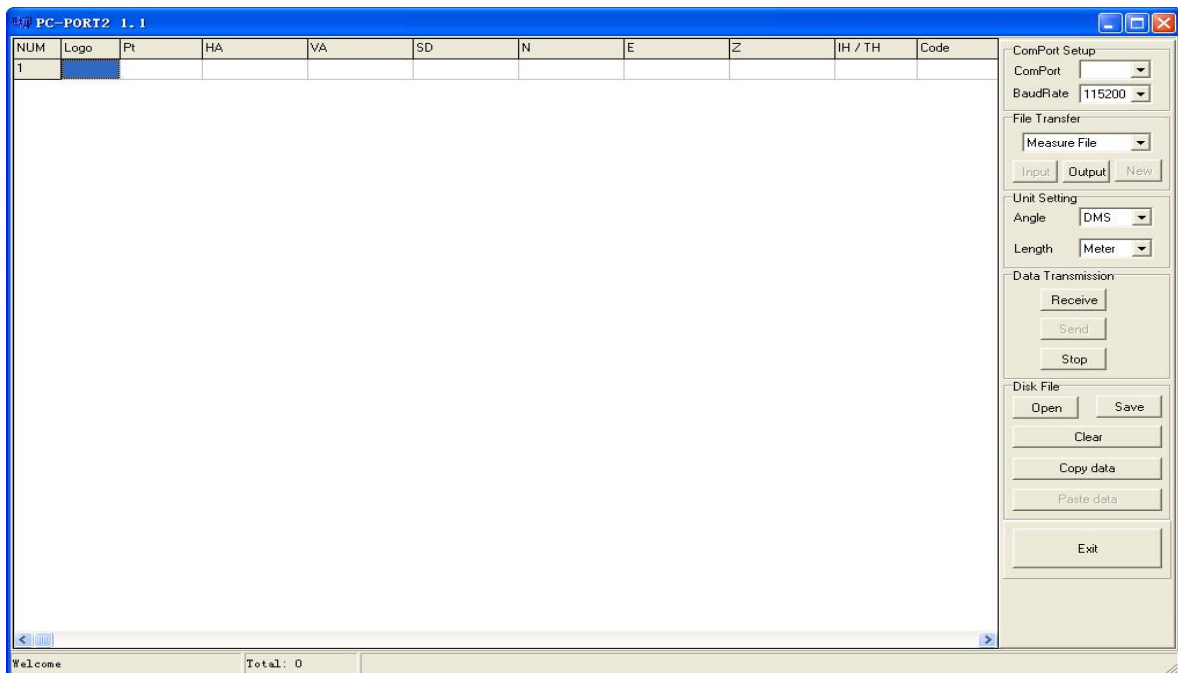 PC-PORT2 1.1
NUM Logo Pt HA VA SD N E Z IH / TH Code
1
ComPort Setup
ComPort
BaudRate 115200
File Transfer
Measure File
Input Output New
Unit Setting
Angle DMS
Length Meter
Data Transmission
Receive
Send
Stop
Disk File
Open Save
Clear
Copy data
Paste data
Exit
Welcome Total: 0